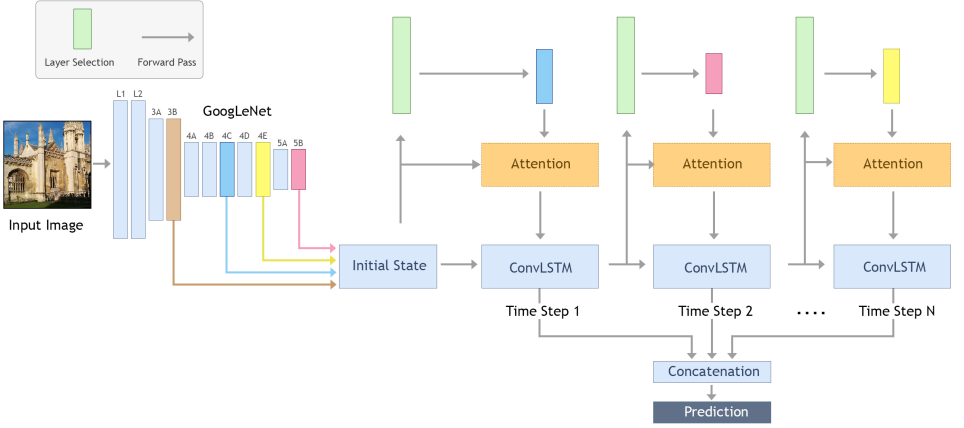 Layer Selection
Forward Pass
GoogLeNet
L1
L2
3A
3B
4A
4B
4C
4D
4E
5A
5B
Input Image
Initial State
Attention
Attention
Attention
ConvLSTM
ConvLSTM
ConvLSTM
Time Step 1
Time Step 2
....
Time Step N
Concatenation
Prediction